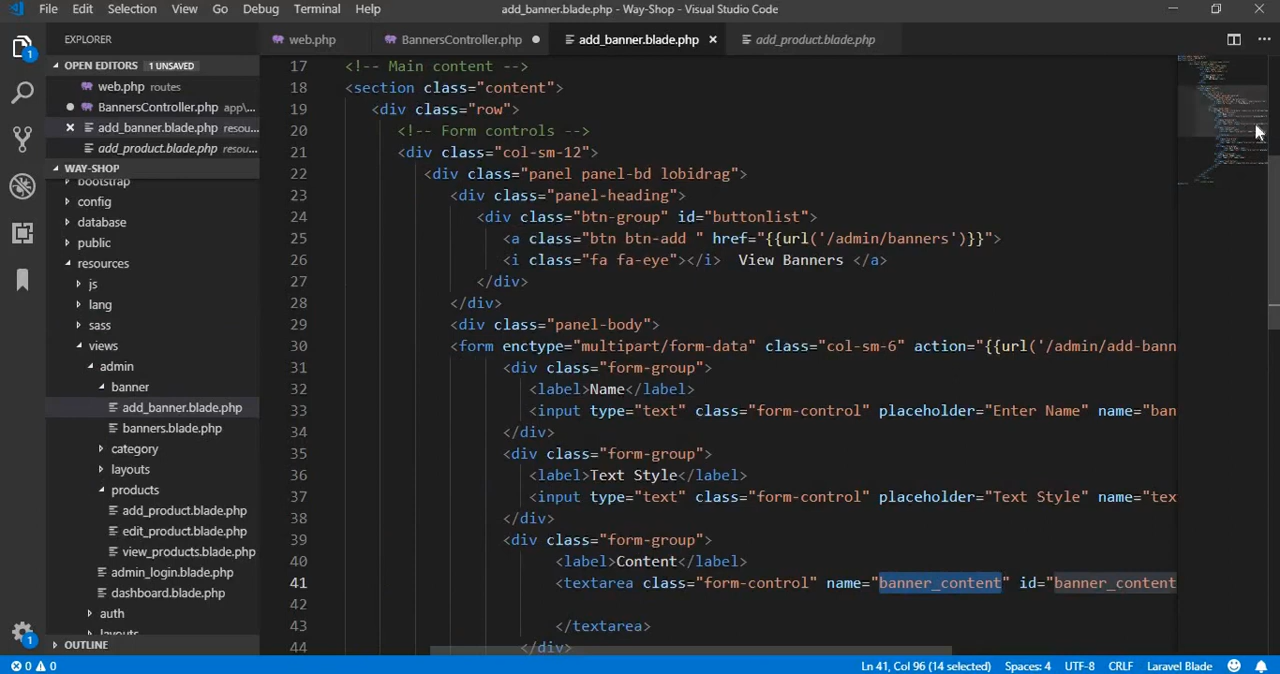 File Edit Selection View Go Debug Terminal Help
add_banner.blade.php - Way-Shop - Visual Studio Code
EXPLORER
web.php
BannersController.php
add_banner.blade.php ×
add_product.blade.php
OPEN EDITORS 1 UNSAVED
web.php routes
BannersController.php app\...
× add_banner.blade.php resou...
add_product.blade.php resou...
WAY-SHOP
bootstrap
config
database
public
resources
js
lang
sass
views
admin
banner
add_banner.blade.php
banners.blade.php
category
layouts
products
add_product.blade.php
edit_product.blade.php
view_products.blade.php
admin_login.blade.php
dashboard.blade.php
auth
layouts
OUTLINE
1
1
17 <!-- Main content -->
18 <section class="content">
19 <div class="row">
20 <!-- Form controls -->
21 <div class="col-sm-12">
22 <div class="panel panel-bd lobidrag">
23 <div class="panel-heading">
24 <div class="btn-group" id="buttonlist">
25 <a class="btn btn-add " href="{{url('/admin/banners')}}">
26 <i class="fa fa-eye"></i>  View Banners </a>
27 </div>
28 </div>
29 <div class="panel-body">
30 <form enctype="multipart/form-data" class="col-sm-6" action="{{url('/admin/add-bann
31 <div class="form-group">
32 <label>Name</label>
33 <input type="text" class="form-control" placeholder="Enter Name" name="ban
34 </div>
35 <div class="form-group">
36 <label>Text Style</label>
37 <input type="text" class="form-control" placeholder="Text Style" name="tex
38 </div>
39 <div class="form-group">
40 <label>Content</label>
41 <textarea class="form-control" name="banner_content" id="banner_content
42
43 </textarea>
44 </div>
0 0
Ln 41, Col 96 (14 selected) Spaces: 4 UTF-8 CRLF Laravel Blade